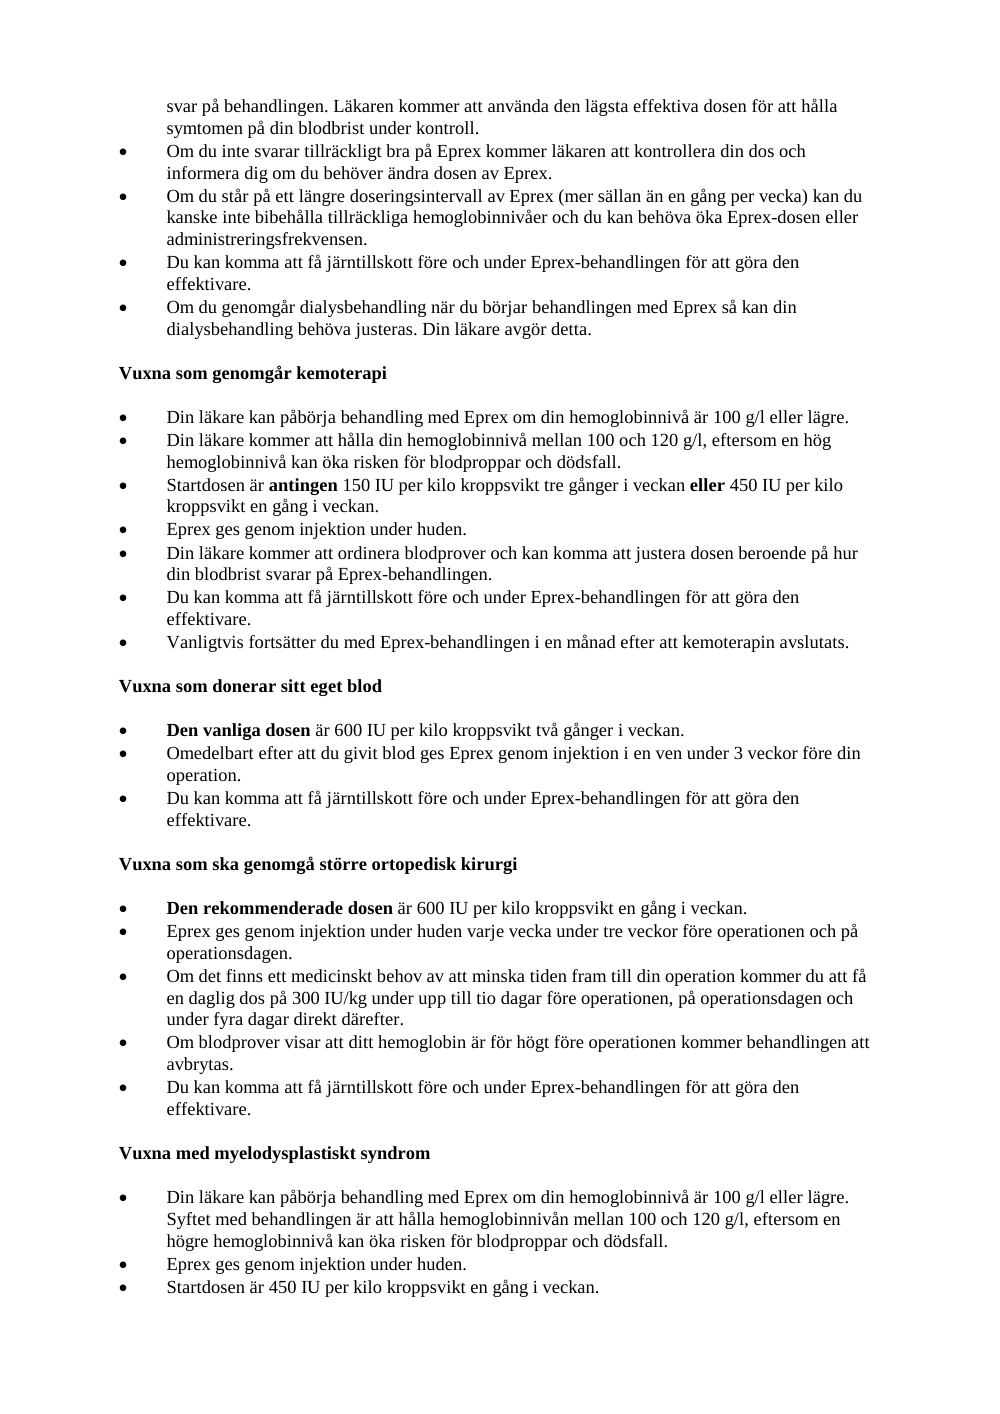 svar på behandlingen. Läkaren kommer att använda den lägsta effektiva dosen för att hålla
symtomen på din blodbrist under kontroll.
• Om du inte svarar tillräckligt bra på Eprex kommer läkaren att kontrollera din dos och
informera dig om du behöver ändra dosen av Eprex.
• Om du står på ett längre doseringsintervall av Eprex (mer sällan än en gång per vecka) kan du
kanske inte bibehålla tillräckliga hemoglobinnivåer och du kan behöva öka Eprex-dosen eller
administreringsfrekvensen.
• Du kan komma att få järntillskott före och under Eprex-behandlingen för att göra den
effektivare.
• Om du genomgår dialysbehandling när du börjar behandlingen med Eprex så kan din
dialysbehandling behöva justeras. Din läkare avgör detta.
Vuxna som genomgår kemoterapi
• Din läkare kan påbörja behandling med Eprex om din hemoglobinnivå är 100 g/l eller lägre.
• Din läkare kommer att hålla din hemoglobinnivå mellan 100 och 120 g/l, eftersom en hög
hemoglobinnivå kan öka risken för blodproppar och dödsfall.
• Startdosen är antingen 150 IU per kilo kroppsvikt tre gånger i veckan eller 450 IU per kilo
kroppsvikt en gång i veckan.
• Eprex ges genom injektion under huden.
• Din läkare kommer att ordinera blodprover och kan komma att justera dosen beroende på hur
din blodbrist svarar på Eprex-behandlingen.
• Du kan komma att få järntillskott före och under Eprex-behandlingen för att göra den
effektivare.
• Vanligtvis fortsätter du med Eprex-behandlingen i en månad efter att kemoterapin avslutats.
Vuxna som donerar sitt eget blod
• Den vanliga dosen är 600 IU per kilo kroppsvikt två gånger i veckan.
• Omedelbart efter att du givit blod ges Eprex genom injektion i en ven under 3 veckor före din
operation.
• Du kan komma att få järntillskott före och under Eprex-behandlingen för att göra den
effektivare.
Vuxna som ska genomgå större ortopedisk kirurgi
• Den rekommenderade dosen är 600 IU per kilo kroppsvikt en gång i veckan.
• Eprex ges genom injektion under huden varje vecka under tre veckor före operationen och på
operationsdagen.
• Om det finns ett medicinskt behov av att minska tiden fram till din operation kommer du att få
en daglig dos på 300 IU/kg under upp till tio dagar före operationen, på operationsdagen och
under fyra dagar direkt därefter.
• Om blodprover visar att ditt hemoglobin är för högt före operationen kommer behandlingen att
avbrytas.
• Du kan komma att få järntillskott före och under Eprex-behandlingen för att göra den
effektivare.
Vuxna med myelodysplastiskt syndrom
• Din läkare kan påbörja behandling med Eprex om din hemoglobinnivå är 100 g/l eller lägre.
Syftet med behandlingen är att hålla hemoglobinnivån mellan 100 och 120 g/l, eftersom en
högre hemoglobinnivå kan öka risken för blodproppar och dödsfall.
• Eprex ges genom injektion under huden.
• Startdosen är 450 IU per kilo kroppsvikt en gång i veckan.